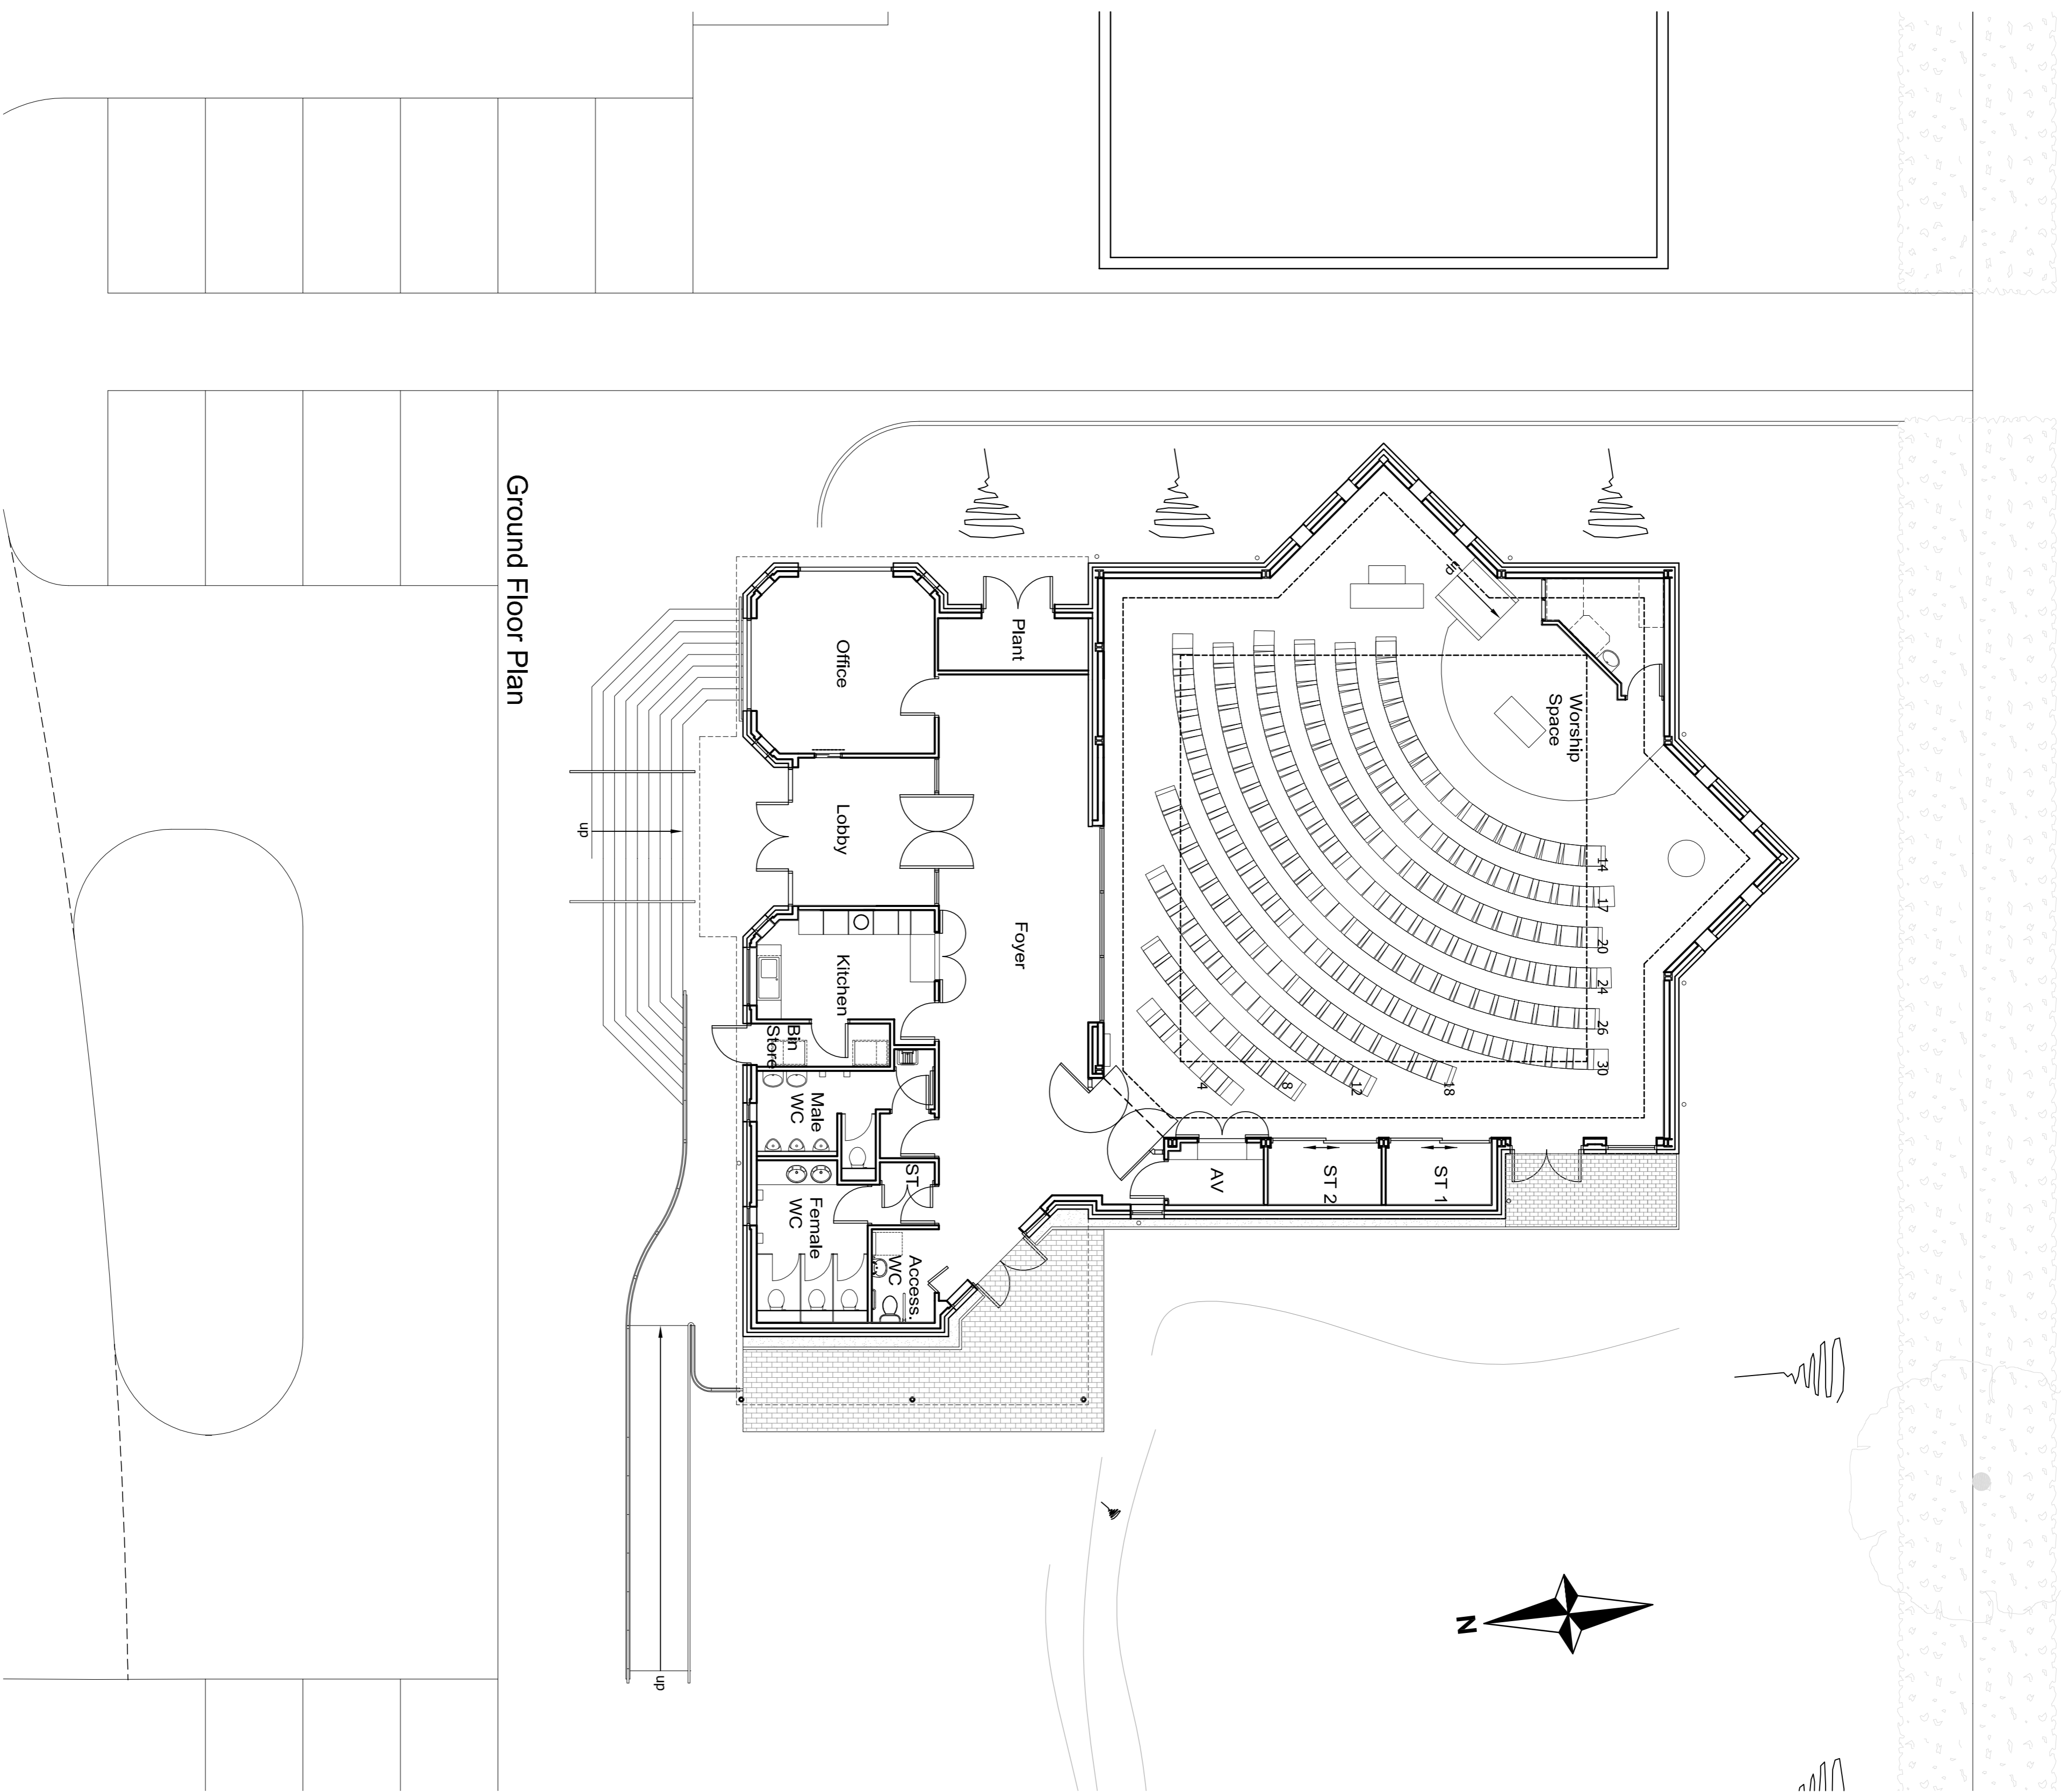 Ground Floor Plan
Office
Plant
Lobby
Foyer
Kitchen
Bin
Store
Male
WC
Female
WC
ST
Access.
WC
AV
ST 2
ST 1
Worship
Space
up
up
up
14
17
20
24
26
30
18
12
8
4
N